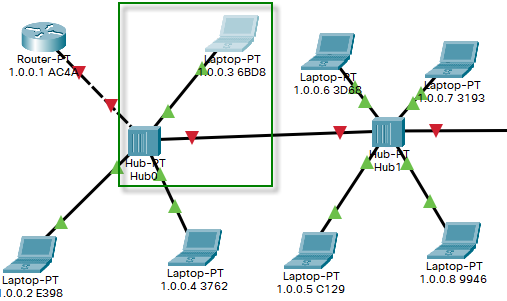 Router-PT
1.0.0.1 AC4A
Laptop-PT
1.0.0.3 6BD8
Laptop-PT
1.0.0.6 3D68
Laptop-PT
1.0.0.7 3193
Hub-PT
Hub0
Hub-PT
Hub1
Laptop-PT
1.0.0.2 E398
Laptop-PT
1.0.0.4 3762
Laptop-PT
1.0.0.5 C129
Laptop-PT
1.0.0.8 9946